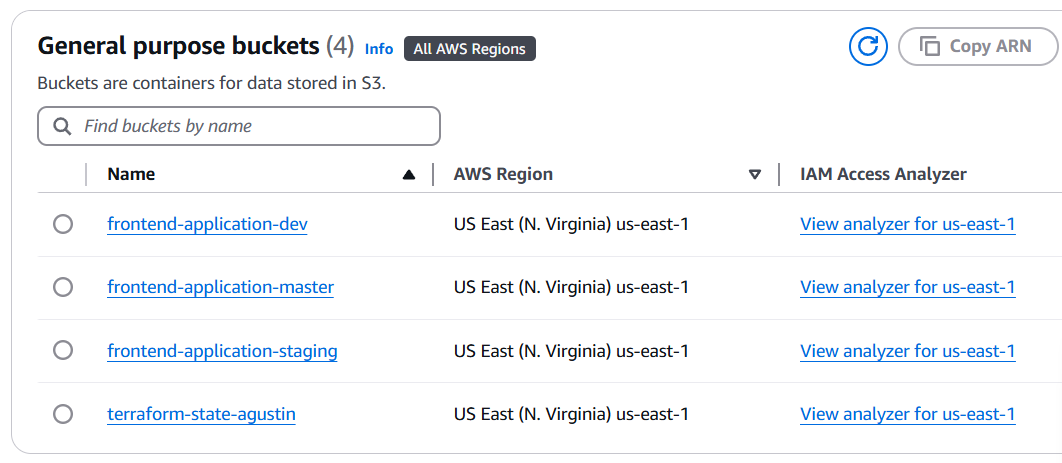 General purpose buckets (4) Info All AWS Regions Copy ARN
Buckets are containers for data stored in S3.
Find buckets by name
Name AWS Region IAM Access Analyzer
frontend-application-dev US East (N. Virginia) us-east-1 View analyzer for us-east-1
frontend-application-master US East (N. Virginia) us-east-1 View analyzer for us-east-1
frontend-application-staging US East (N. Virginia) us-east-1 View analyzer for us-east-1
terraform-state-agustin US East (N. Virginia) us-east-1 View analyzer for us-east-1